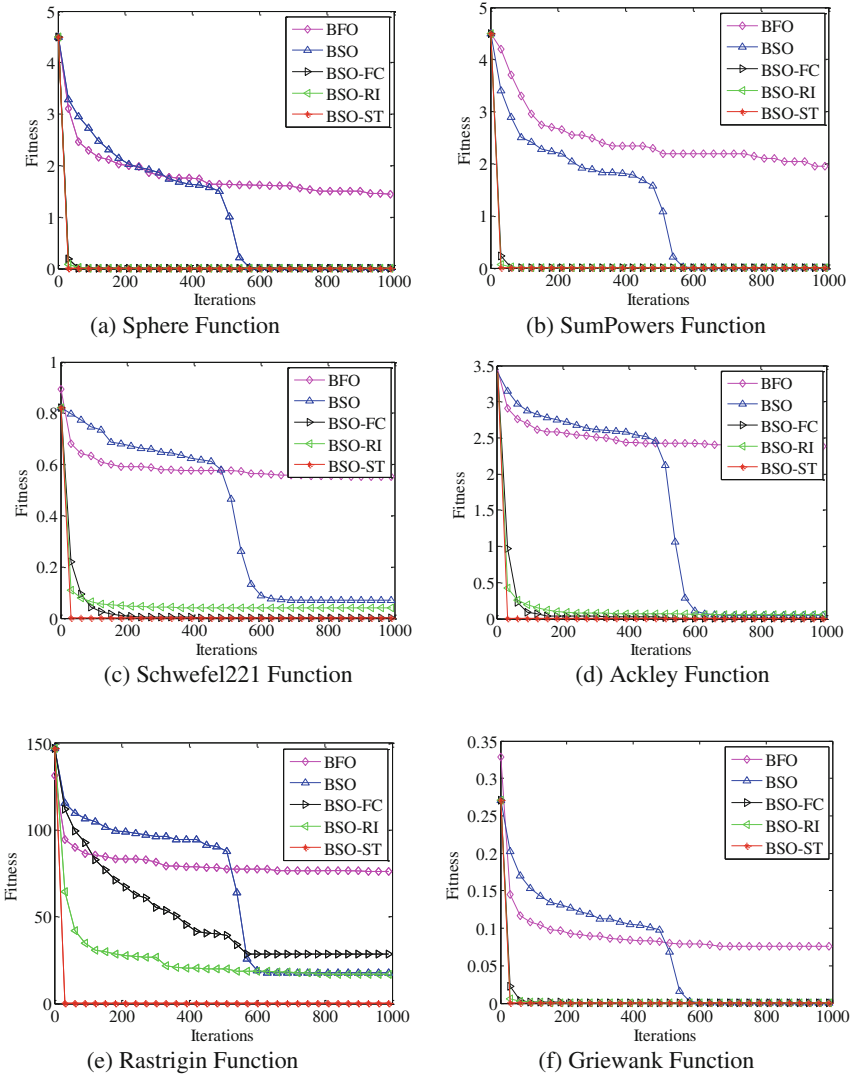 5
4
3
2
1
0
Fitness
0 200 400 600 800 1000
Iterations
BFO
BSO
BSO-FC
BSO-RI
BSO-ST
(a) Sphere Function
5
4
3
2
1
0
Fitness
0 200 400 600 800 1000
Iterations
BFO
BSO
BSO-FC
BSO-RI
BSO-ST
(b) SumPowers Function
1
0.8
0.6
0.4
0.2
0
Fitness
0 200 400 600 800 1000
Iterations
BFO
BSO
BSO-FC
BSO-RI
BSO-ST
(c) Schwefel221 Function
3.5
3
2.5
2
1.5
1
0.5
0
Fitness
0 200 400 600 800 1000
Iterations
BFO
BSO
BSO-FC
BSO-RI
BSO-ST
(d) Ackley Function
150
100
50
0
Fitness
0 200 400 600 800 1000
Iterations
BFO
BSO
BSO-FC
BSO-RI
BSO-ST
(e) Rastrigin Function
0.35
0.3
0.25
0.2
0.15
0.1
0.05
0
Fitness
0 200 400 600 800 1000
Iterations
BFO
BSO
BSO-FC
BSO-RI
BSO-ST
(f) Griewank Function